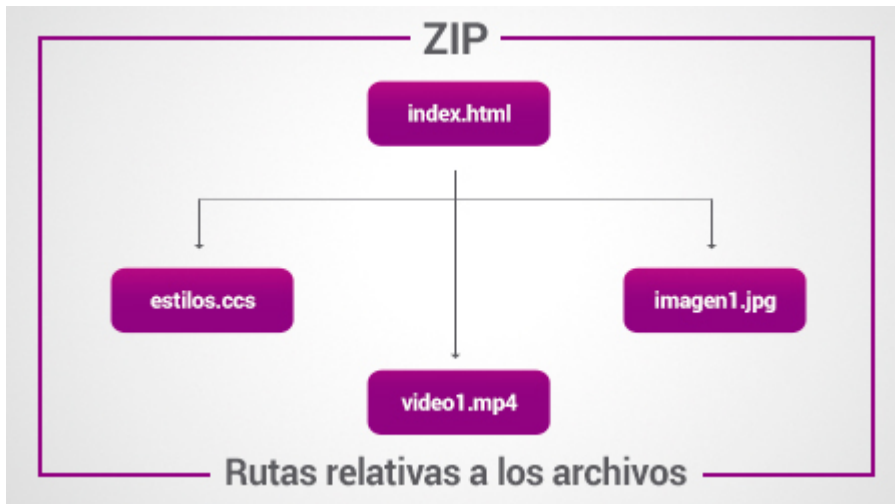 ZIP
index.html
estilos.ccs
imagen1.jpg
video1.mp4
Rutas relativas a los archivos